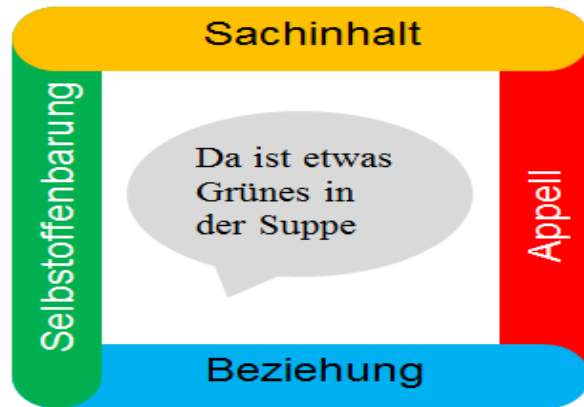 Sachinhalt
Selbstoffenbarung
Da ist etwas
Grünes in
der Suppe
Appell
Beziehung